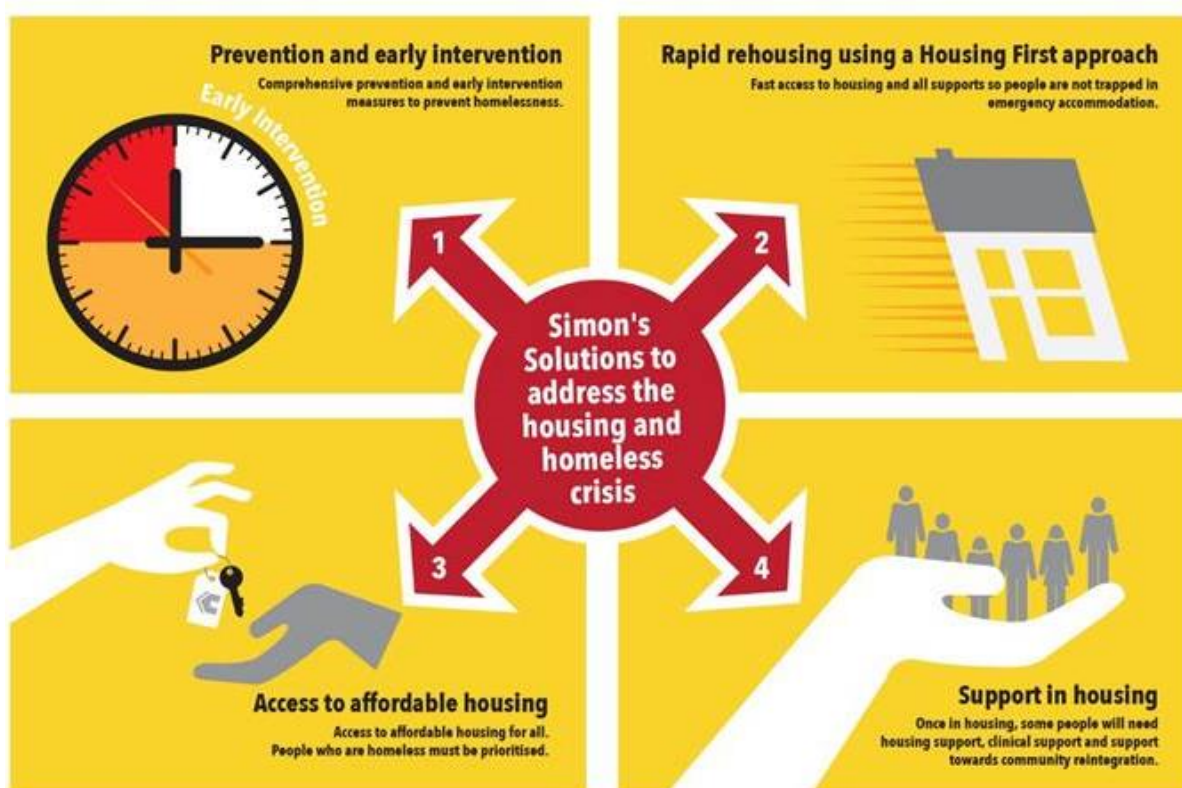 Prevention and early intervention
Comprehensive prevention and early intervention
measures to prevent homelessness.
Early Intervention
Rapid rehousing using a Housing First approach
Fast access to housing and all supports so people are not trapped in
emergency accommodation.
1
2
Simon's
Solutions to
address the
housing and
homeless
crisis
3
4
Access to affordable housing
Access to affordable housing for all.
People who are homeless must be prioritised.
Support in housing
Once in housing, some people will need
housing support, clinical support and support
towards community reintegration.